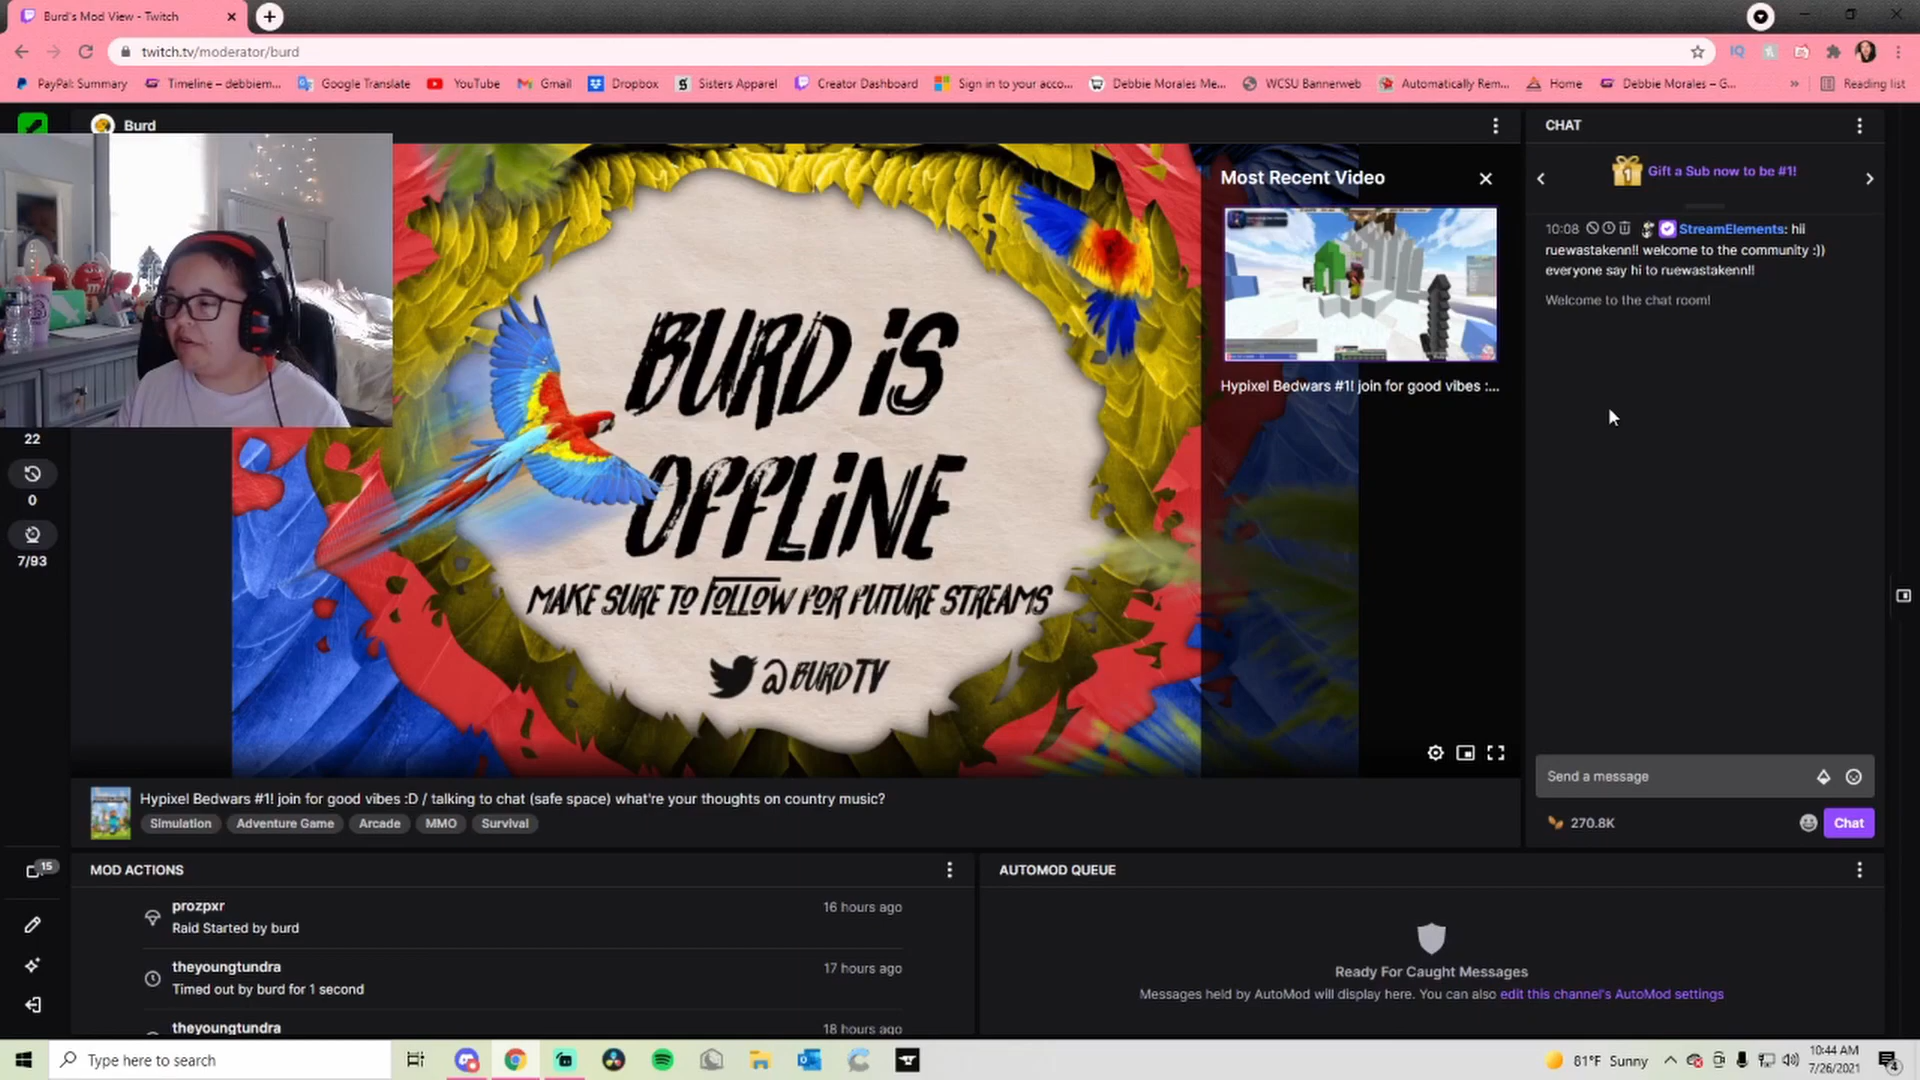 Burd's Mod View - Twitch
twitch.tv/moderator/burd
PayPal: Summary
Timeline – debbiem...
Google Translate
YouTube
Gmail
Dropbox
Sisters Apparel
Creator Dashboard
Sign in to your acco...
Debbie Morales Me...
WCSU Bannerweb
Automatically Rem...
Home
Debbie Morales – G...
»
Reading list
Burd
CHAT
Most Recent Video
1
Gift a Sub now to be #1!
10:08 StreamElements: hii
ruewastakenn!! welcome to the community :))
everyone say hi to ruewastakenn!!
Welcome to the chat room!
BURD IS
OFFLINE
MAKE SURE TO FOLLOW FOR FUTURE STREAMS
@BURDTV
Hypixel Bedwars #1! join for good vibes :...
22
0
7/93
Send a message
270.8K
Chat
Hypixel Bedwars #1! join for good vibes :D / talking to chat (safe space) what're your thoughts on country music?
Simulation
Adventure Game
Arcade
MMO
Survival
15
MOD ACTIONS
AUTOMOD QUEUE
prozpxr
16 hours ago
Raid Started by burd
theyoungtundra
17 hours ago
Timed out by burd for 1 second
theyoungtundra
18 hours ago
Ready For Caught Messages
Messages held by AutoMod will display here. You can also edit this channel's AutoMod settings
Type here to search
81°F Sunny
10:44 AM
7/26/2021
4